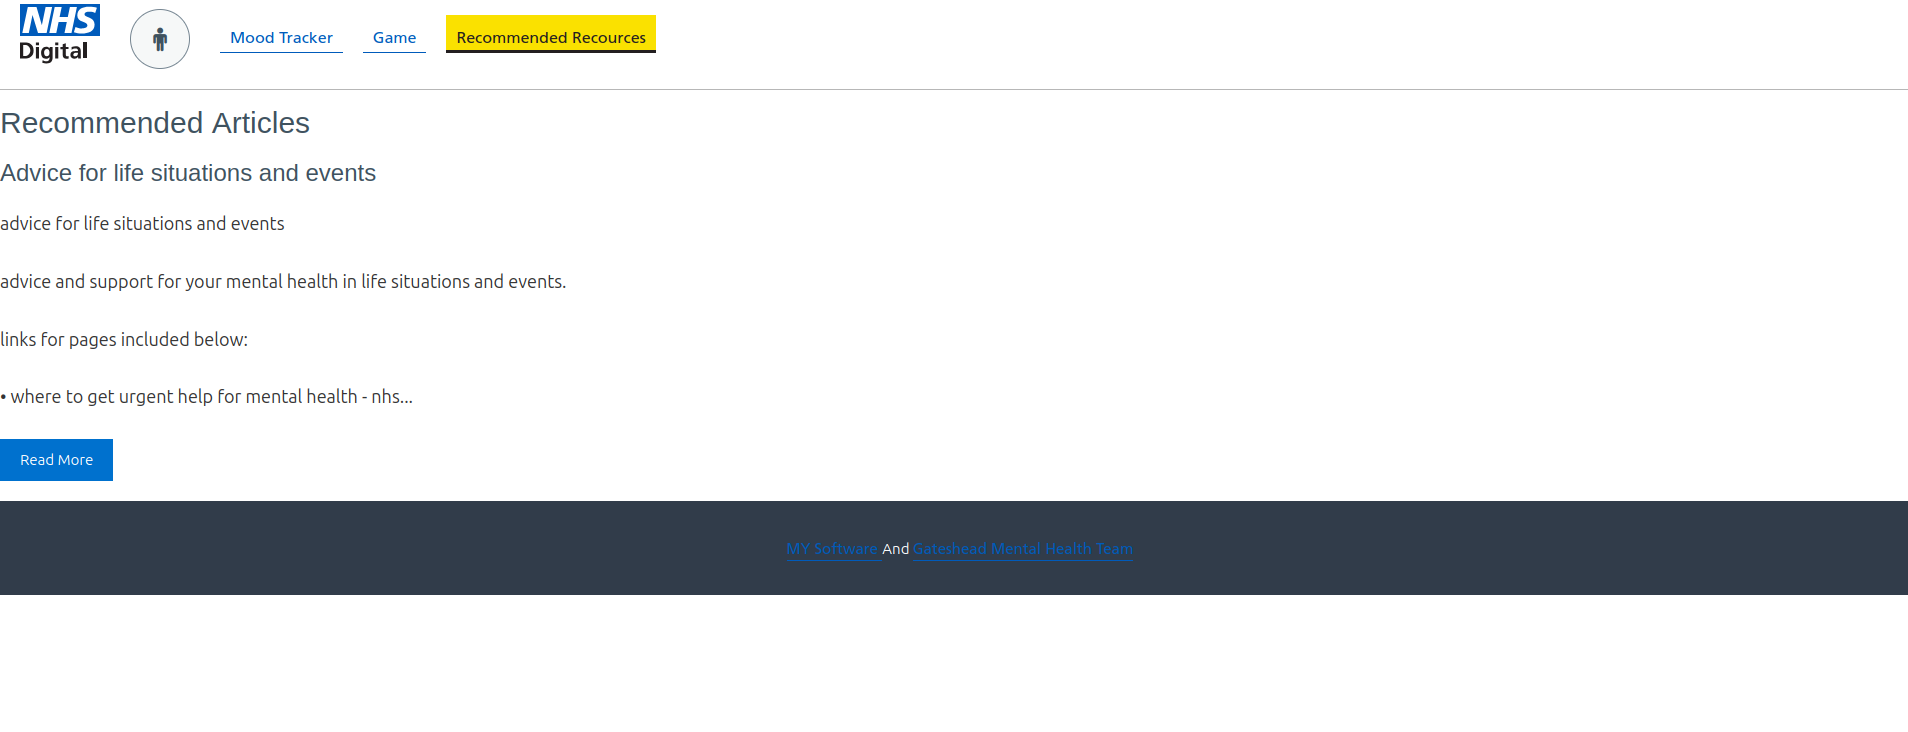 NHS
Digital
Mood Tracker Game Recommended Recources
Recommended Articles
Advice for life situations and events
advice for life situations and events
advice and support for your mental health in life situations and events.
links for pages included below:
• where to get urgent help for mental health - nhs...
Read More
MY Software And Gateshead Mental Health Team